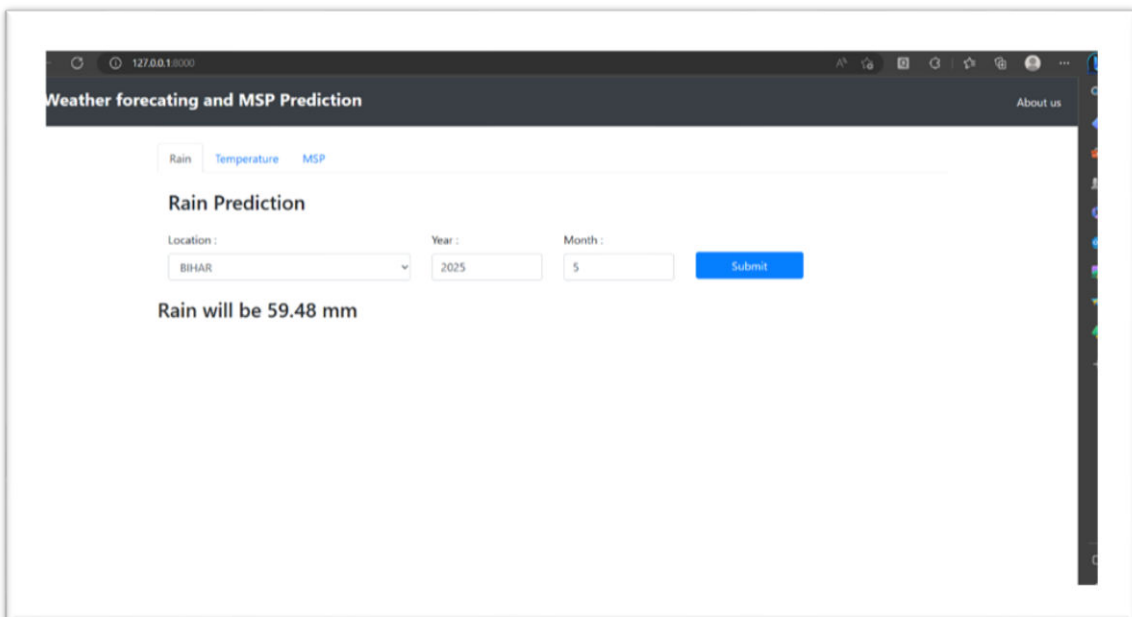 127.0.0.1:8000
Weather forecating and MSP Prediction
About us
Rain Temperature MSP
Rain Prediction
Location : Year : Month :
BIHAR 2025 5 Submit
Rain will be 59.48 mm